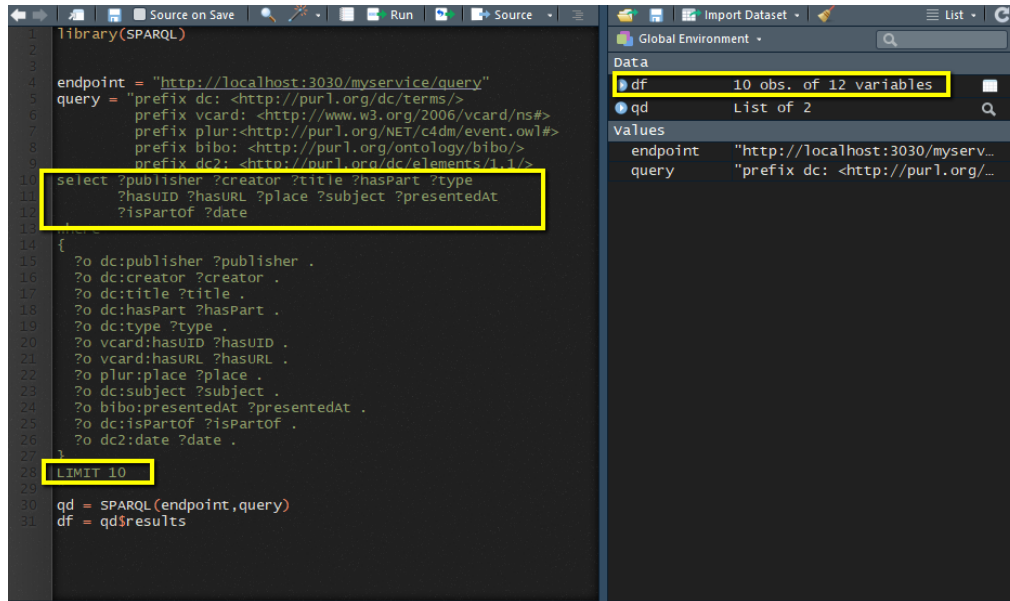 Source on Save Run Source
1 library(SPARQL)
2
3
4 endpoint = "http://localhost:3030/myservice/query"
5 query = "prefix dc: <http://purl.org/dc/terms/>
6 prefix vcard: <http://www.w3.org/2006/vcard/ns#>
7 prefix plur:<http://purl.org/NET/c4dm/event.owl#>
8 prefix bibo: <http://purl.org/ontology/bibo/>
9 prefix dc2: <http://purl.org/dc/elements/1.1/>
10 select ?publisher ?creator ?title ?hasPart ?type
11 ?hasUID ?hasURL ?place ?subject ?presentedAt
12 ?isPartOf ?date
13 where
14 {
15 ?o dc:publisher ?publisher .
16 ?o dc:creator ?creator .
17 ?o dc:title ?title .
18 ?o dc:hasPart ?hasPart .
19 ?o dc:type ?type .
20 ?o vcard:hasUID ?hasUID .
21 ?o vcard:hasURL ?hasURL .
22 ?o plur:place ?place .
23 ?o dc:subject ?subject .
24 ?o bibo:presentedAt ?presentedAt .
25 ?o dc:isPartOf ?isPartOf .
26 ?o dc2:date ?date .
27 }
28 LIMIT 10
29
30 qd = SPARQL(endpoint,query)
31 df = qd$results
Import Dataset List
Global Environment
Data
df 10 obs. of 12 variables
qd List of 2
Values
endpoint "http://localhost:3030/myserv…
query "prefix dc: <http://purl.org/…